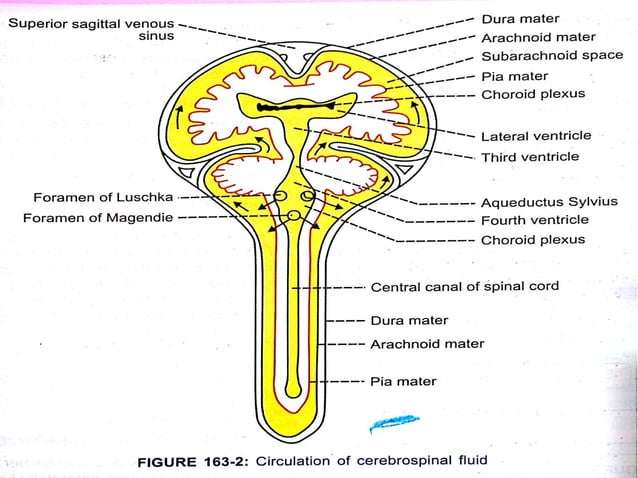 Superior sagittal venous
sinus
Dura mater
Arachnoid mater
Subarachnoid space
Pia mater
Choroid plexus
Lateral ventricle
Third ventricle
Foramen of Luschka
Foramen of Magendie
Aqueductus Sylvius
Fourth ventricle
Choroid plexus
Central canal of spinal cord
Dura mater
Arachnoid mater
Pia mater
FIGURE 163-2: Circulation of cerebrospinal fluid